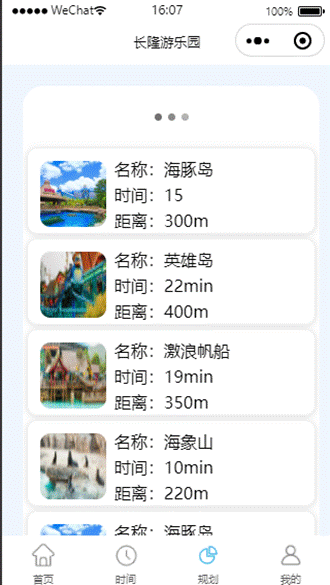 WeChat 16:07 100%
长隆游乐园
名称：海豚岛
时间：15
距离：300m
名称：英雄岛
时间：22min
距离：400m
名称：激浪帆船
时间：19min
距离：350m
名称：海象山
时间：10min
距离：220m
名称：海豚岛
首页 时间 规划 我的